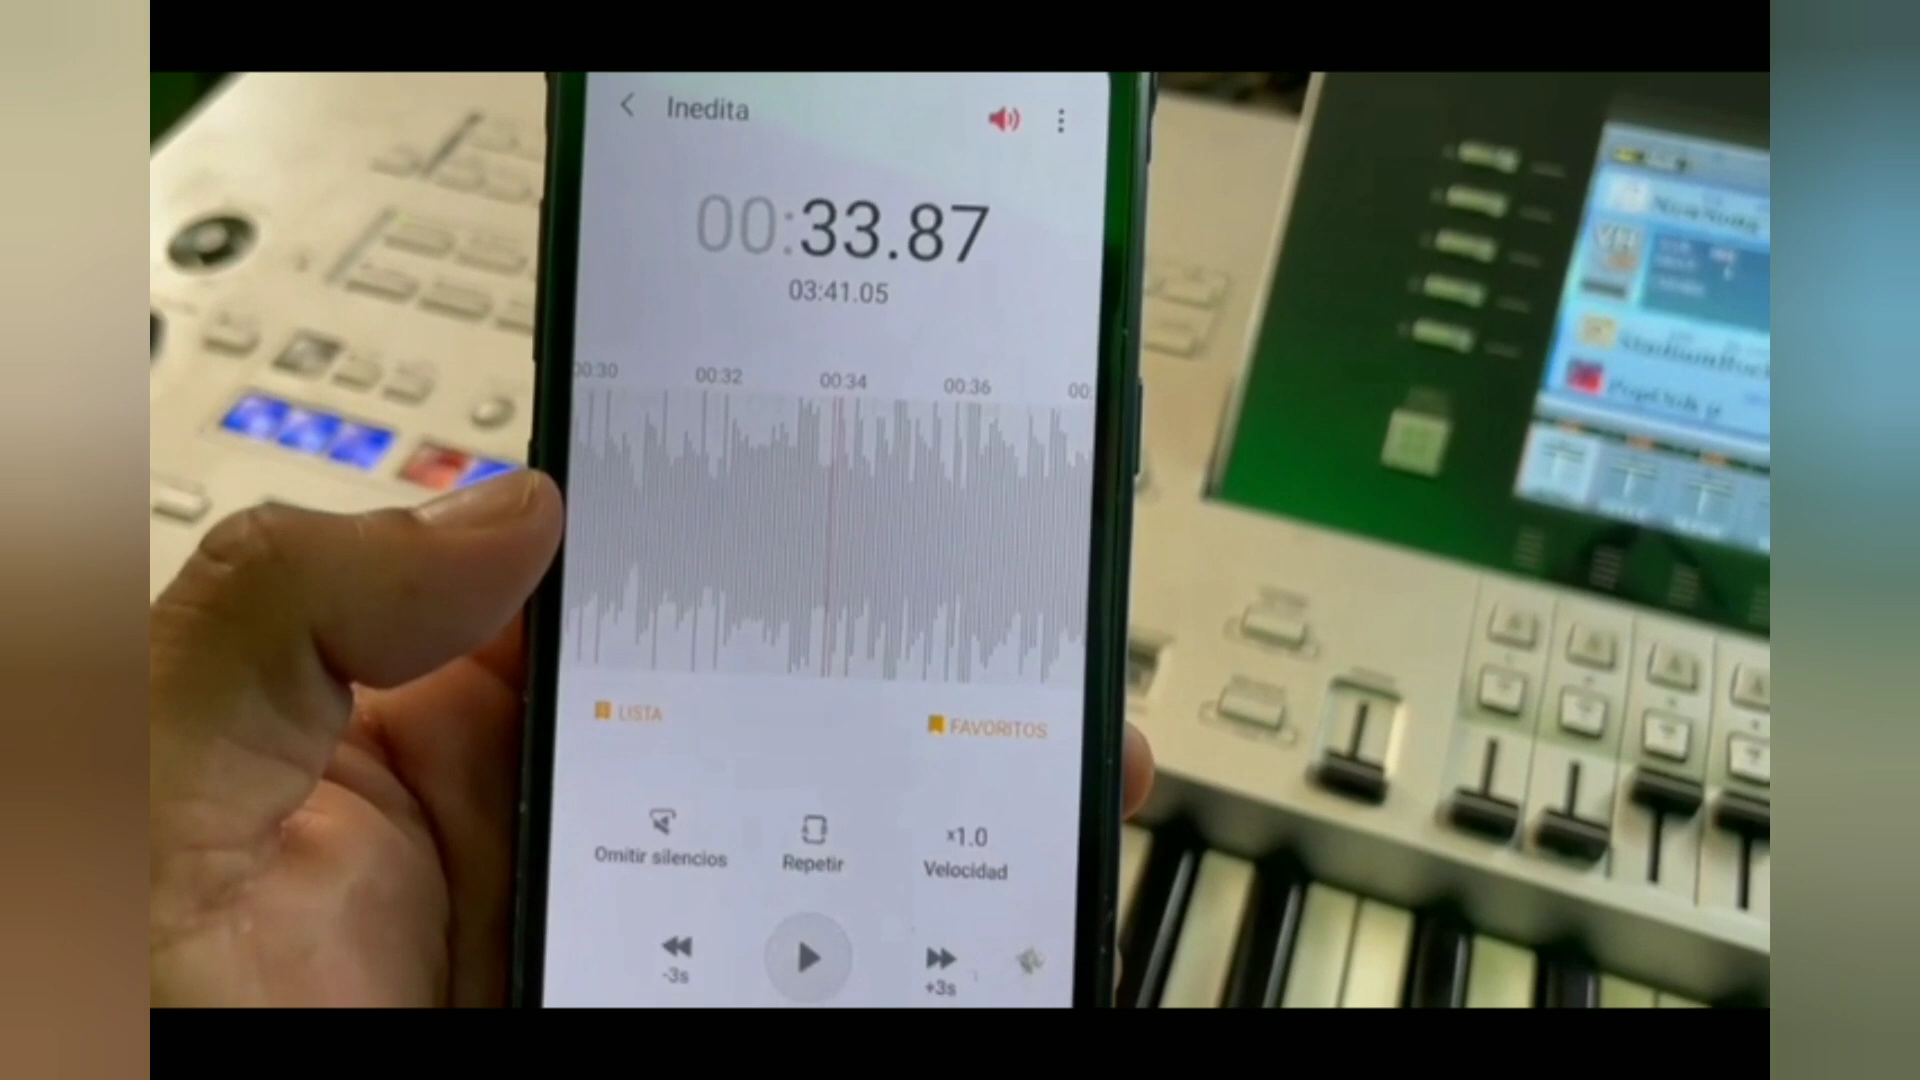 Inedita
00:33.87
03:41.05
00:30 00:32 00:34 00:36 00:
LISTA FAVORITOS
Omitir silencios Repetir ×1.0 Velocidad
-3s +3s